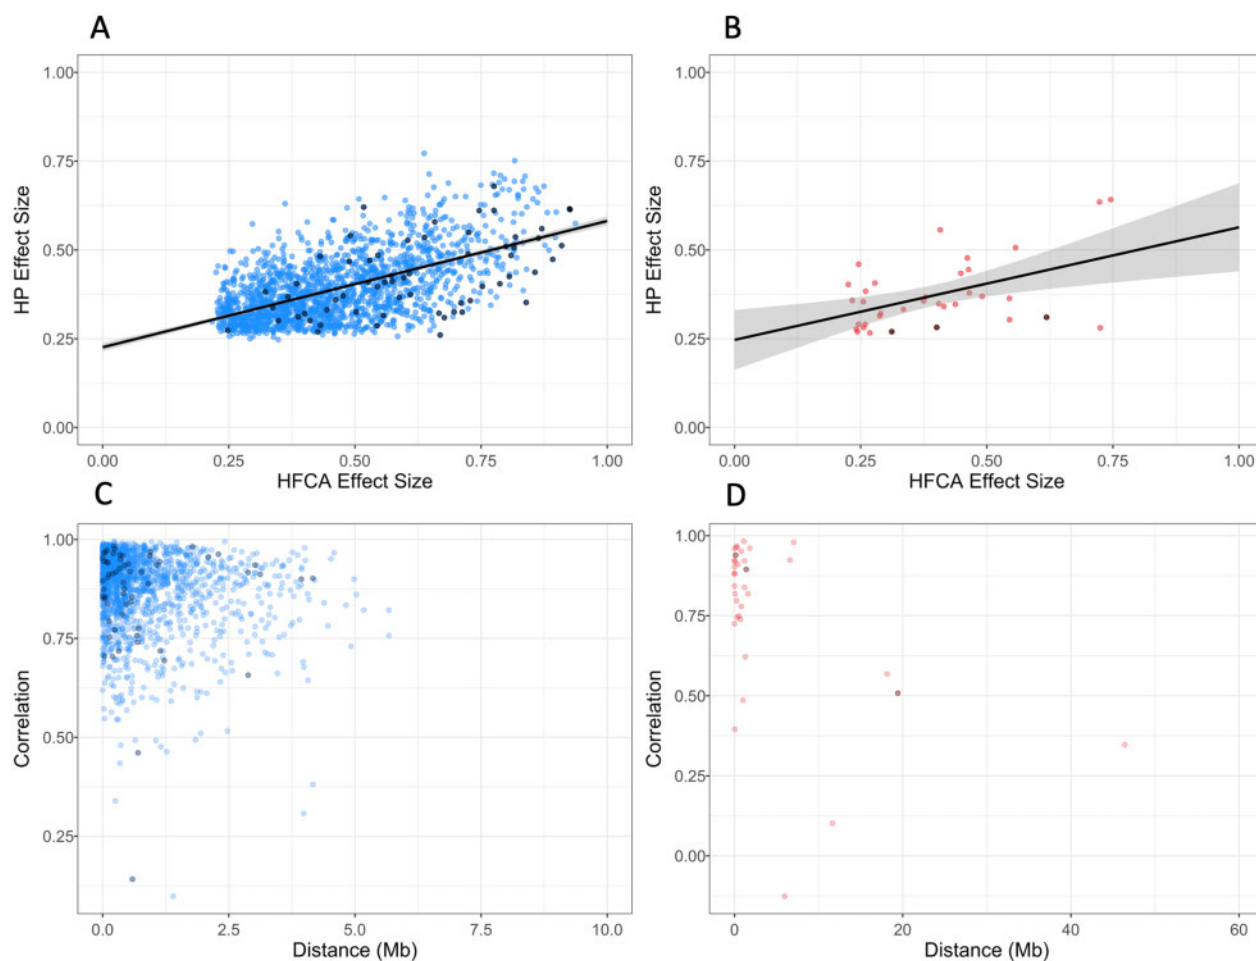 A
B
1.00
0.75
0.50
0.25
0.00
HP Effect Size
0.00 0.25 0.50 0.75 1.00
HFCA Effect Size
1.00
0.75
0.50
0.25
0.00
HP Effect Size
0.00 0.25 0.50 0.75 1.00
HFCA Effect Size
C
D
1.00
0.75
0.50
0.25
Correlation
0.0 2.5 5.0 7.5 10.0
Distance (Mb)
1.00
0.75
0.50
0.25
0.00
Correlation
0 20 40 60
Distance (Mb)